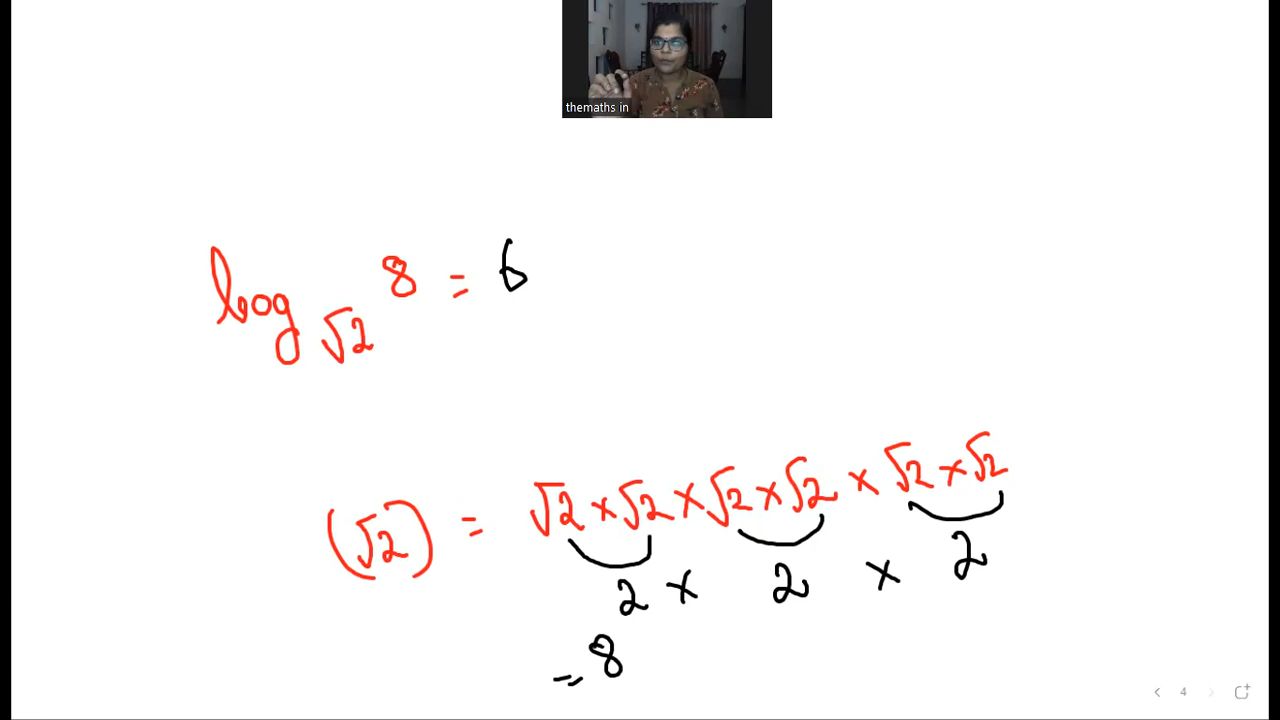 themaths in
log √2 8 = 6
(√2) = √2 × √2 × √2 × √2 × √2 × √2
2 × 2 × 2
= 8
4